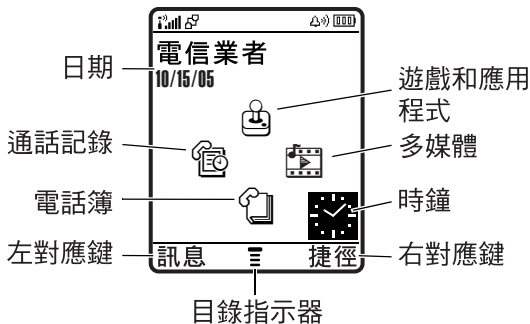 電信業者
日期
10/15/05
遊戲和應用
程式
通話記錄
多媒體
電話簿
時鐘
左對應鍵
訊息
捷徑
右對應鍵
目錄指示器